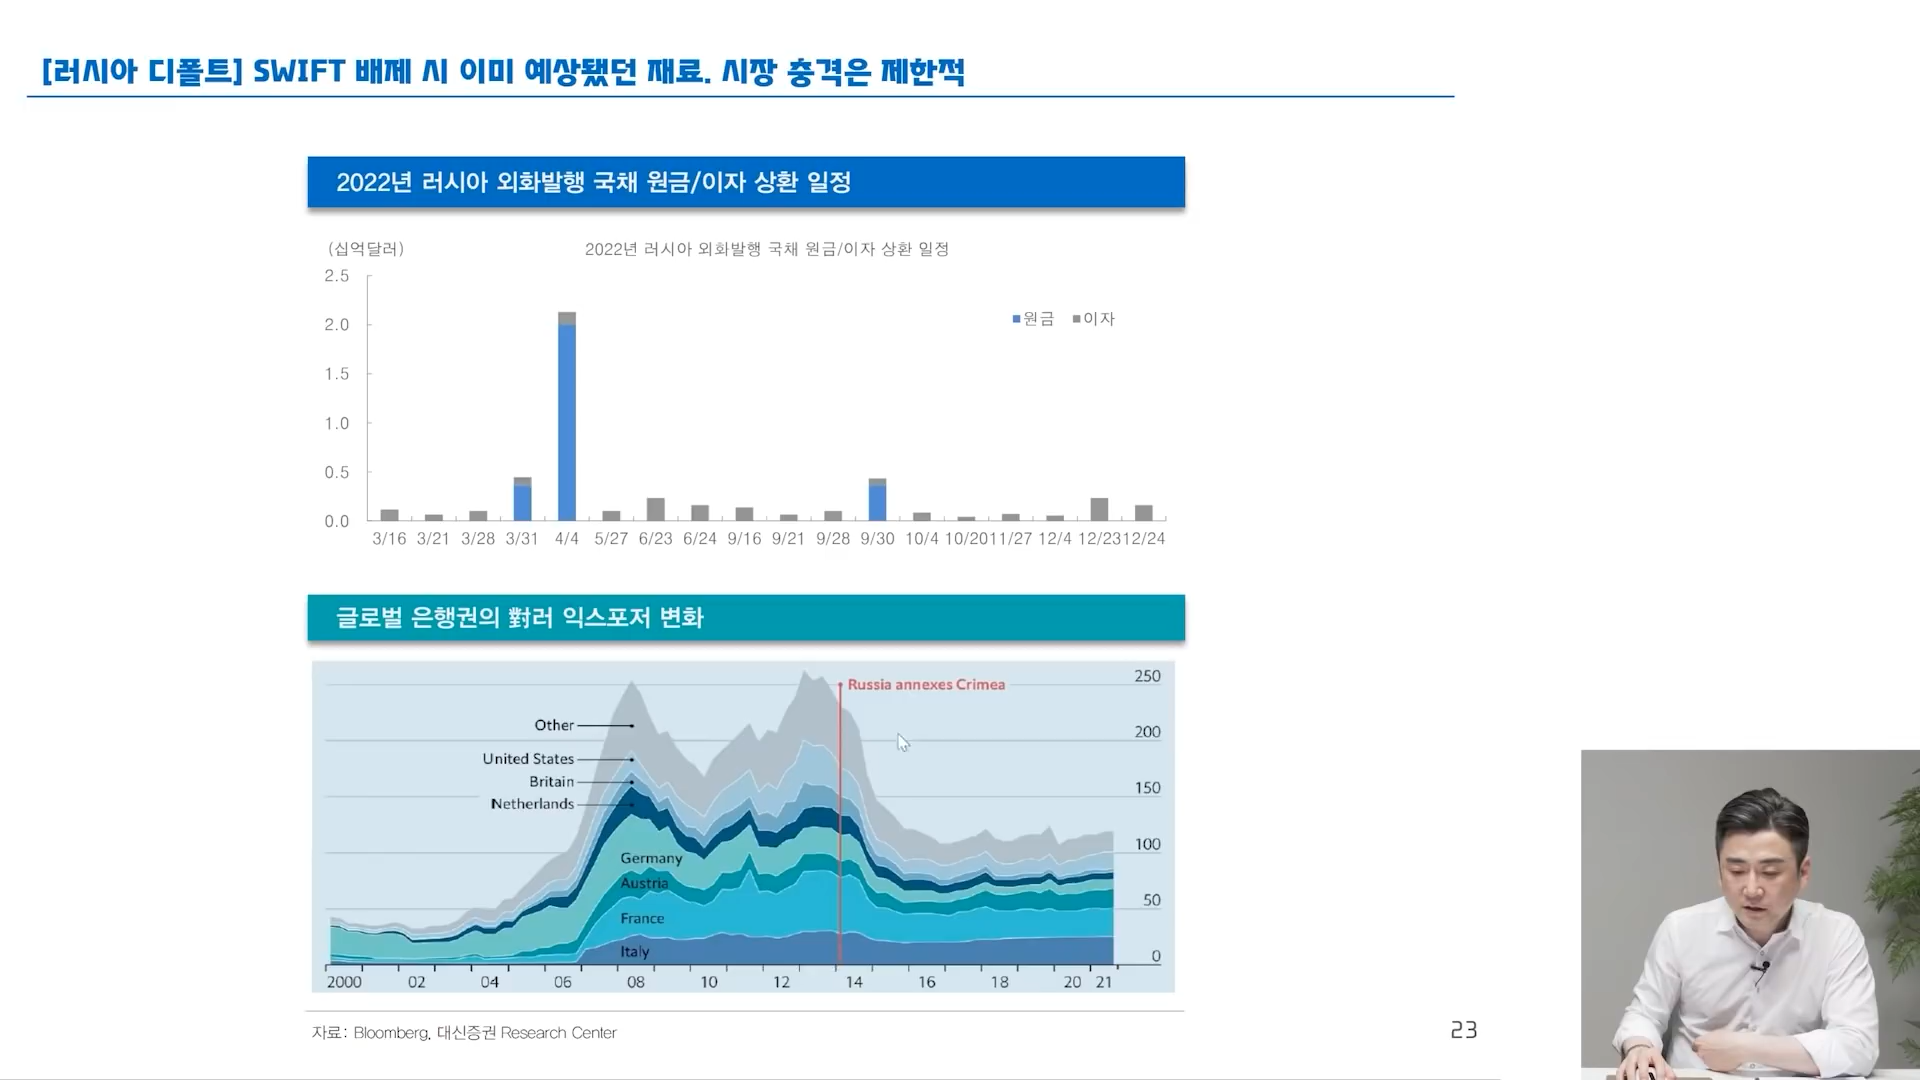 [러시아 디폴트] SWIFT 배제 시 이미 예상됐던 재료. 시장 충격은 제한적
2022년 러시아 외화발행 국채 원금/이자 상환 일정
(십억달러)
2022년 러시아 외화발행 국채 원금/이자 상환 일정
2.5
2.0
1.5
1.0
0.5
0.0
원금 이자
3/16 3/21 3/28 3/31 4/4 5/27 6/23 6/24 9/16 9/21 9/28 9/30 10/4 10/20 11/27 12/4 12/23 12/24
글로벌 은행권의 對러 익스포저 변화
250
Russia annexes Crimea
Other
200
United States
Britain
150
Netherlands
100
Germany
Austria
50
France
Italy
0
2000 02 04 06 08 10 12 14 16 18 20 21
자료: Bloomberg, 대신증권 Research Center
23